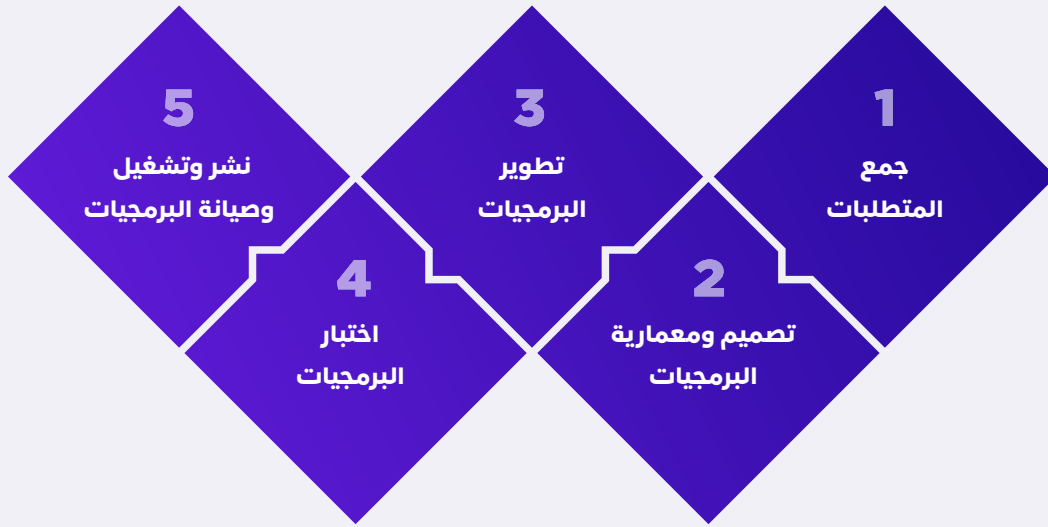 1
جمع
المتطلبات
2
تصميم ومعمارية
البرمجيات
3
تطوير
البرمجيات
4
اختبار
البرمجيات
5
نشر وتشغيل
وصيانة البرمجيات